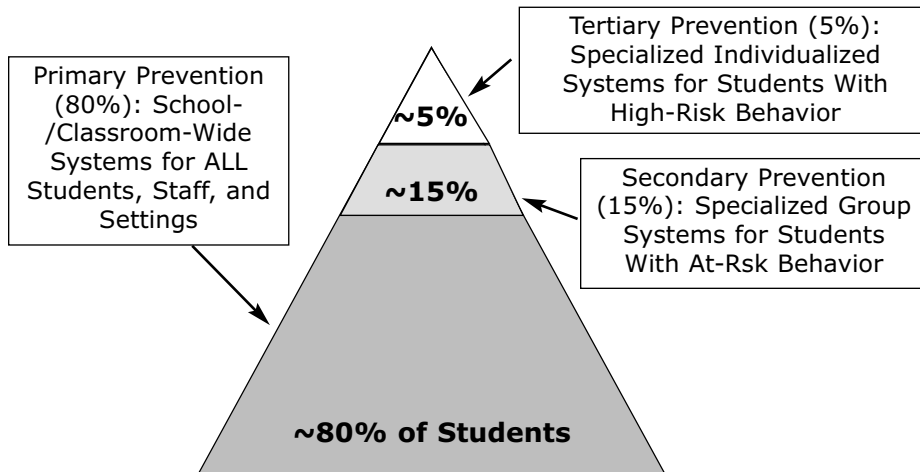 Primary Prevention
(80%): School-
/Classroom-Wide
Systems for ALL
Students, Staff, and
Settings
Tertiary Prevention (5%):
Specialized Individualized
Systems for Students With
High-Risk Behavior
~5%
~15%
Secondary Prevention
(15%): Specialized Group
Systems for Students
With At-Rsk Behavior
~80% of Students